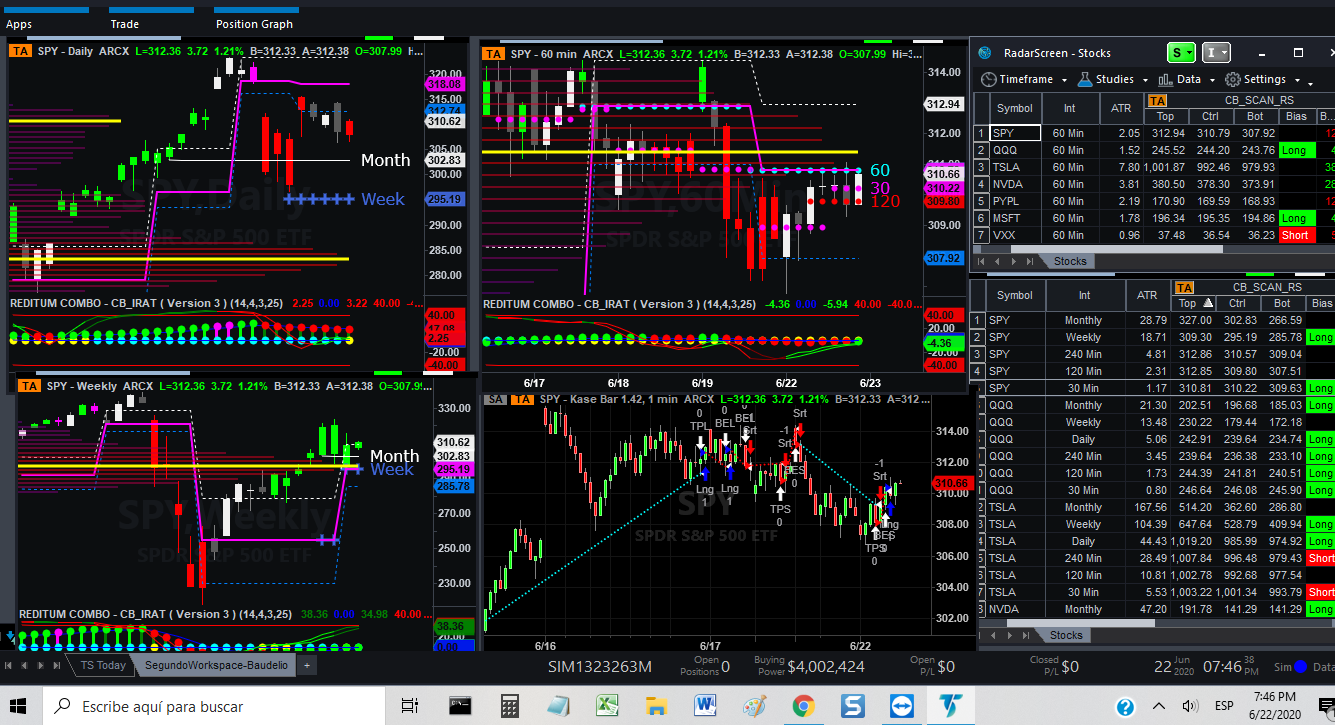 Apps Trade Position Graph
TA SPY - Daily ARCX L=312.36 3.72 1.21% B=312.33 A=312.38 O=307.99 H...
320.00
318.08
315.00
312.74
310.62
305.00
302.83
300.00
295.19
290.00
285.00
280.00
Month
Week
SPY,Daily
SPDR S&P 500 ETF
REDITUM COMBO - CB_IRAT ( Version 3 ) (14,4,3,25) 2.25 0.00 3.22 40.00 -...
40.00
17.08
2.25
-20.00
-40.00
TA SPY - 60 min ARCX L=312.36 3.72 1.21% B=312.33 A=312.38 O=307.99 Hi=3...
314.00
312.94
312.00
310.66
310.22
309.80
309.00
307.92
60
30
120
SPDR S&P 500 ETF
REDITUM COMBO - CB_IRAT ( Version 3 ) (14,4,3,25) -4.36 0.00 -5.94 40.00 -40.0...
40.00
20.00
-4.36
-20.00
-40.00
6/17 6/18 6/19 6/22 6/23
TA SPY - Weekly ARCX L=312.36 3.72 1.21% B=312.33 A=312.38 O=307.99...
330.00
310.62
302.83
295.19
285.78
270.00
250.00
230.00
Month
Week
SPY,Weekly
SPDR S&P 500 ETF
REDITUM COMBO - CB_IRAT ( Version 3 ) (14,4,3,25) 38.36 0.00 34.98 40.00...
38.36
20.00
0.00
SA TA SPY - Kase Bar 1.42, 1 min ARCX L=312.36 3.72 1.21% B=312.33 A=312...
314.00
312.00
310.66
310.00
308.00
306.00
304.00
302.00
0
TPL
0
BEL
0
BEL
Srt
-1
Srt
Srt
Lng
1
Lng
1
BES
0
TPS
0
-1
Srt
Lng
BES
TPS
0
0
SPY
SPDR S&P 500 ETF
6/16 6/17 6/22
RadarScreen - Stocks S I
Timeframe Studies Data Settings
Symbol Int ATR TA CB_SCAN_RS
Top Ctrl Bot Bias B...
1 SPY 60 Min 2.05 312.94 310.79 307.92
2 QQQ 60 Min 1.52 245.52 244.20 243.76 Long
3 TSLA 60 Min 7.80 1,001.87 992.46 979.93
4 NVDA 60 Min 3.81 380.50 378.30 373.91
5 PYPL 60 Min 2.19 170.90 169.59 168.93
6 MSFT 60 Min 1.78 196.34 195.35 194.86 Long
7 VXX 60 Min 0.96 37.48 36.54 36.23 Short
Stocks
Symbol Int ATR TA CB_SCAN_RS
Top Ctrl Bot Bias
1 SPY Monthly 28.79 327.00 302.83 266.59
2 SPY Weekly 18.71 309.30 295.19 285.78 Long
3 SPY 240 Min 4.81 312.86 310.57 309.04
4 SPY 120 Min 2.31 312.85 309.80 307.51
SPY 30 Min 1.17 310.81 310.22 309.63 Long
QQQ Monthly 21.30 202.51 196.68 185.03 Long
QQQ Weekly 13.48 230.22 179.44 172.18
QQQ Daily 5.06 242.91 239.64 234.74 Long
QQQ 240 Min 3.45 239.64 236.38 233.10 Long
QQQ 120 Min 1.73 244.39 241.81 240.51 Long
QQQ 30 Min 0.80 246.64 246.08 245.90 Long
TSLA Monthly 167.56 514.20 362.60 286.80
TSLA Weekly 104.39 647.64 528.79 409.94 Long
TSLA Daily 44.43 1,019.20 985.99 974.92 Long
TSLA 240 Min 28.49 1,007.84 996.48 979.43 Short
TSLA 120 Min 10.81 1,002.78 992.68 977.54
TSLA 30 Min 5.53 1,003.22 1,001.34 993.79 Short
NVDA Monthly 47.20 191.78 141.29 141.29 Long
Stocks
TS Today SegundoWorkspace-Baudelio +
SIM1323263M Open Positions 0 Buying Power $4,002,424 Open P/L $0 Closed P/L $0 22 Jun 2020 07:46 38 PM Sim Data
Escribe aquí para buscar
ESP 7:46 PM
6/22/2020